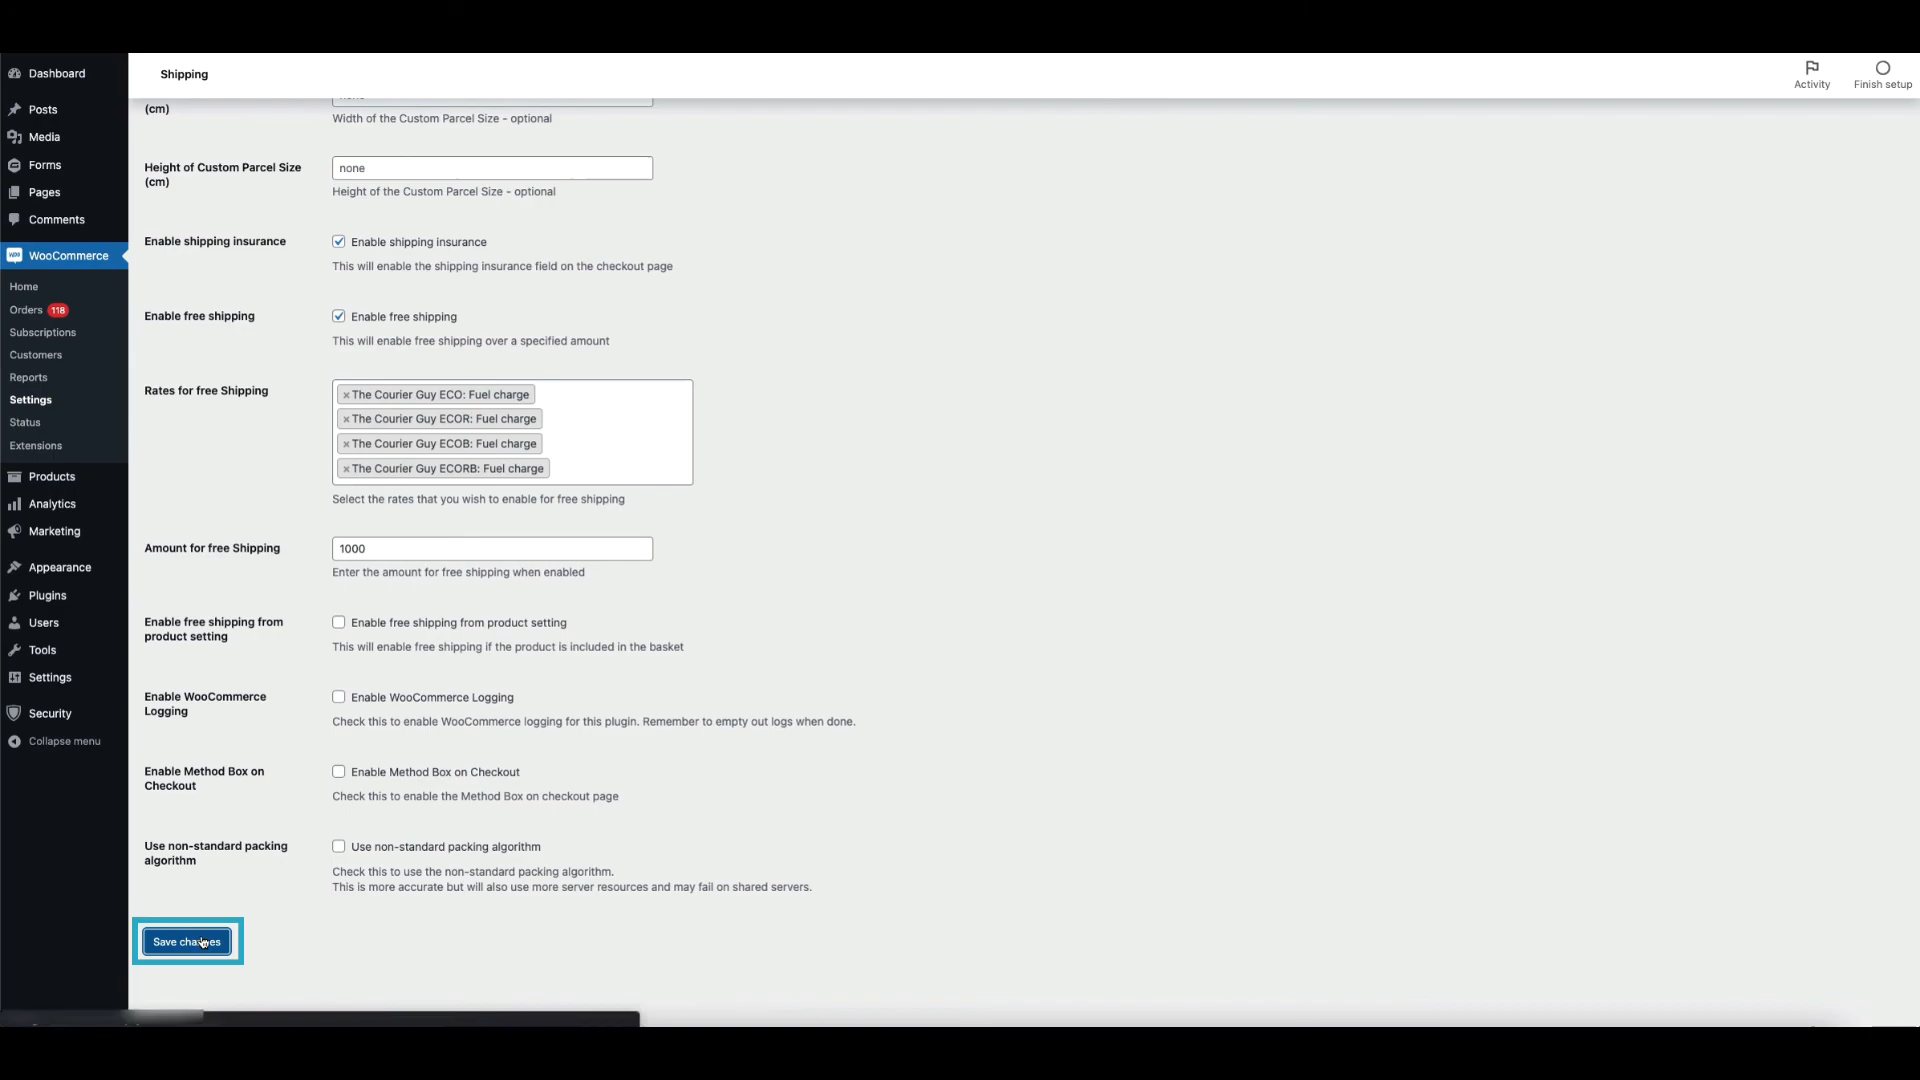 Dashboard
Posts
Media
Forms
Pages
Comments
WooCommerce
Home
Orders 118
Subscriptions
Customers
Reports
Settings
Status
Extensions
Products
Analytics
Marketing
Appearance
Plugins
Users
Tools
Settings
Security
Collapse menu
Shipping
Activity
Finish setup
(cm)
Width of the Custom Parcel Size - optional
Height of Custom Parcel Size
(cm)
none
Height of the Custom Parcel Size - optional
Enable shipping insurance
Enable shipping insurance
This will enable the shipping insurance field on the checkout page
Enable free shipping
Enable free shipping
This will enable free shipping over a specified amount
Rates for free Shipping
×The Courier Guy ECO: Fuel charge
×The Courier Guy ECOR: Fuel charge
×The Courier Guy ECOB: Fuel charge
×The Courier Guy ECORB: Fuel charge
Select the rates that you wish to enable for free shipping
Amount for free Shipping
1000
Enter the amount for free shipping when enabled
Enable free shipping from
product setting
Enable free shipping from product setting
This will enable free shipping if the product is included in the basket
Enable WooCommerce
Logging
Enable WooCommerce Logging
Check this to enable WooCommerce logging for this plugin. Remember to empty out logs when done.
Enable Method Box on
Checkout
Enable Method Box on Checkout
Check this to enable the Method Box on checkout page
Use non-standard packing
algorithm
Use non-standard packing algorithm
Check this to use the non-standard packing algorithm.
This is more accurate but will also use more server resources and may fail on shared servers.
Save changes